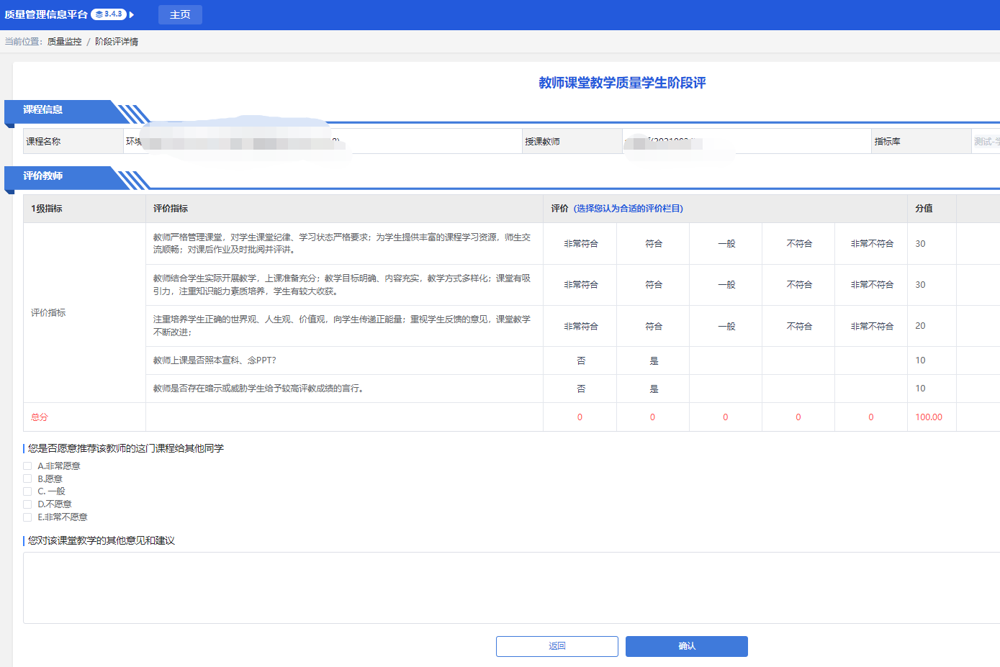 质量管理信息平台 3.4.3 主页
当前位置： 质量监控 / 阶段评详情
教师课堂教学质量学生阶段评
课程信息
课程名称 授课教师 指标库 测试-
评价教师
1级指标 评价指标 评价 (选择您认为合适的评价栏目) 分值
教师严格管理课堂，对学生课堂纪律、学习状态严格要求；为学生提供丰富的课程学习资源，师生交
流顺畅；对课后作业及时批阅并评讲。
非常符合 符合 一般 不符合 非常不符合 30
教师结合学生实际开展教学，上课准备充分；教学目标明确、内容充实，教学方式多样化；课堂有吸
引力，注重知识能力素质培养，学生有较大收获。
非常符合 符合 一般 不符合 非常不符合 30
评价指标
注重培养学生正确的世界观、人生观、价值观，向学生传递正能量；重视学生反馈的意见，课堂教学
不断改进；
非常符合 符合 一般 不符合 非常不符合 20
教师上课是否照本宣科、念PPT？ 否 是 10
教师是否存在暗示或威胁学生给予较高评教成绩的言行。 否 是 10
总分 0 0 0 0 0 100.00
您是否愿意推荐该教师的这门课程给其他同学
A.非常愿意
B.愿意
C. 一般
D.不愿意
E.非常不愿意
您对该课堂教学的其他意见和建议
返回 确认